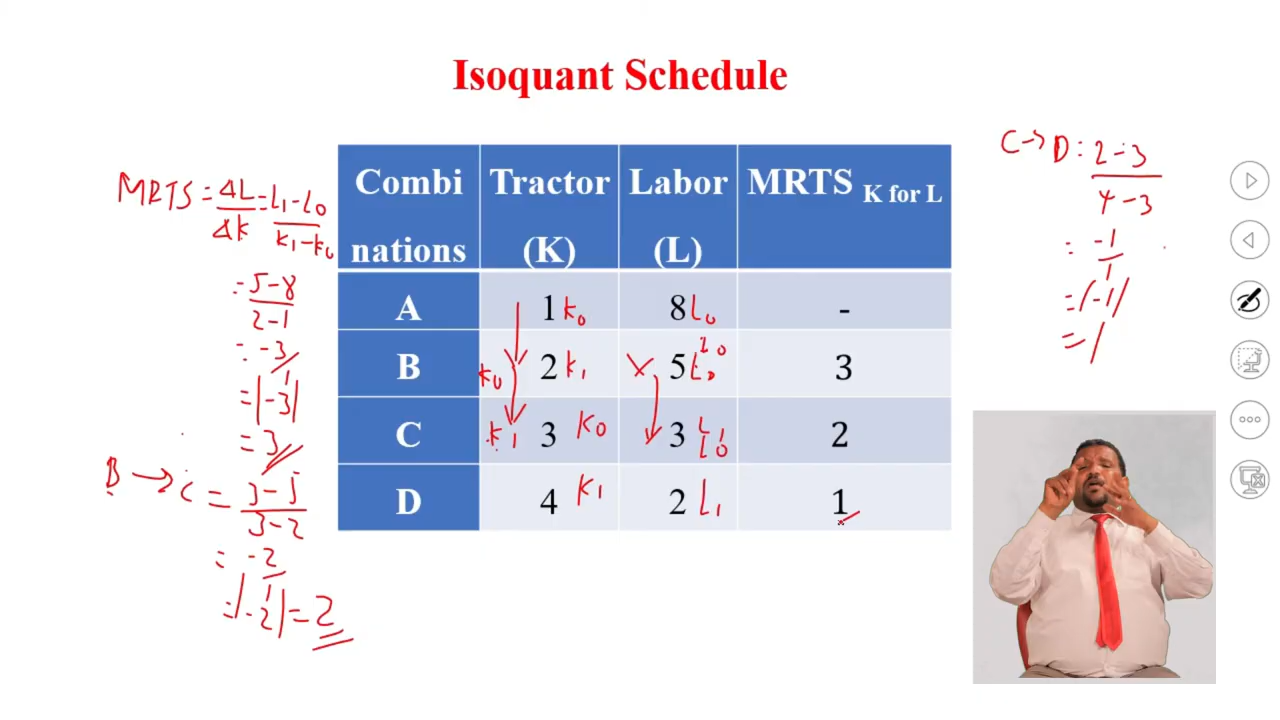 Isoquant Schedule
Combi
nations
Tractor
(K)
Labor
(L)
MRTS K for L
A 1 K0 8 L0 -
B K0 2 K1 5 L0 3
C K1 3 K0 3 L1 L0 2
D 4 K1 2 L1 1
MRTS = ΔL/ΔK = L1-L0/K1-K0
= 5-8/2-1
= -3/1
= |-3|
= 3
B → C = 3-5/3-2
= -2/1
= |-2| = 2
C → D : 2-3/4-3
= -1/1
= |-1|
= 1